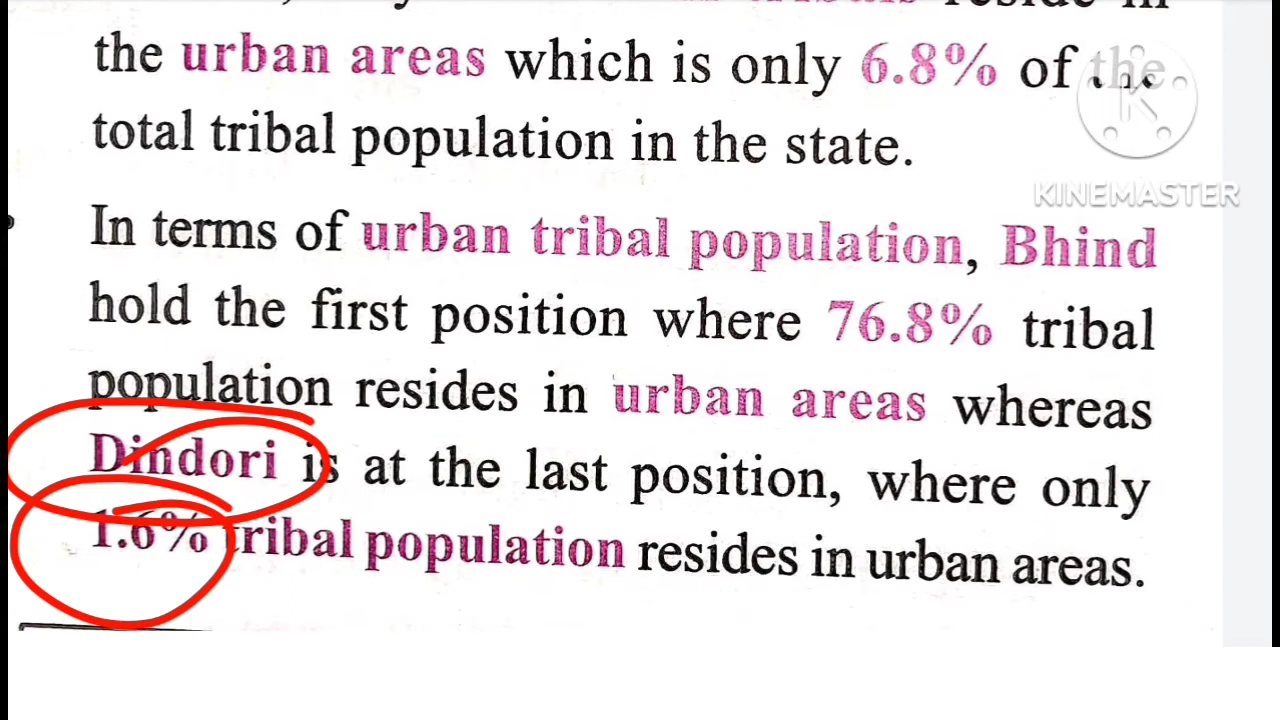 reside in
the urban areas which is only 6.8% of the
total tribal population in the state.
KINEMASTER
In terms of urban tribal population, Bhind
hold the first position where 76.8% tribal
population resides in urban areas whereas
Dindori is at the last position, where only
1.6% tribal population resides in urban areas.